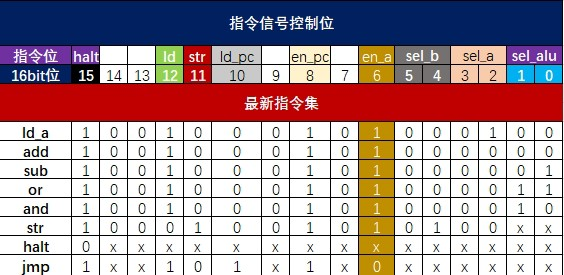 指令信号控制位
指令位 halt ld str ld_pc en_pc en_a sel_b sel_a sel_alu
16bit位 15 14 13 12 11 10 9 8 7 6 5 4 3 2 1 0
最新指令集
ld_a 1 0 0 1 0 0 0 1 0 1 0 0 0 1 0 0
add 1 0 0 1 0 0 0 1 0 1 0 0 0 0 0 0
sub 1 0 0 1 0 0 0 1 0 1 0 0 0 0 0 1
or 1 0 0 1 0 0 0 1 0 1 0 0 0 0 1 1
and 1 0 0 1 0 0 0 1 0 1 0 0 0 0 1 0
str 1 0 0 1 1 0 0 1 0 1 0 1 0 0 x x
halt 0 x x x x x x x x x x x x x x x
jmp 1 x x 1 0 1 x 1 x 0 x x x x x x